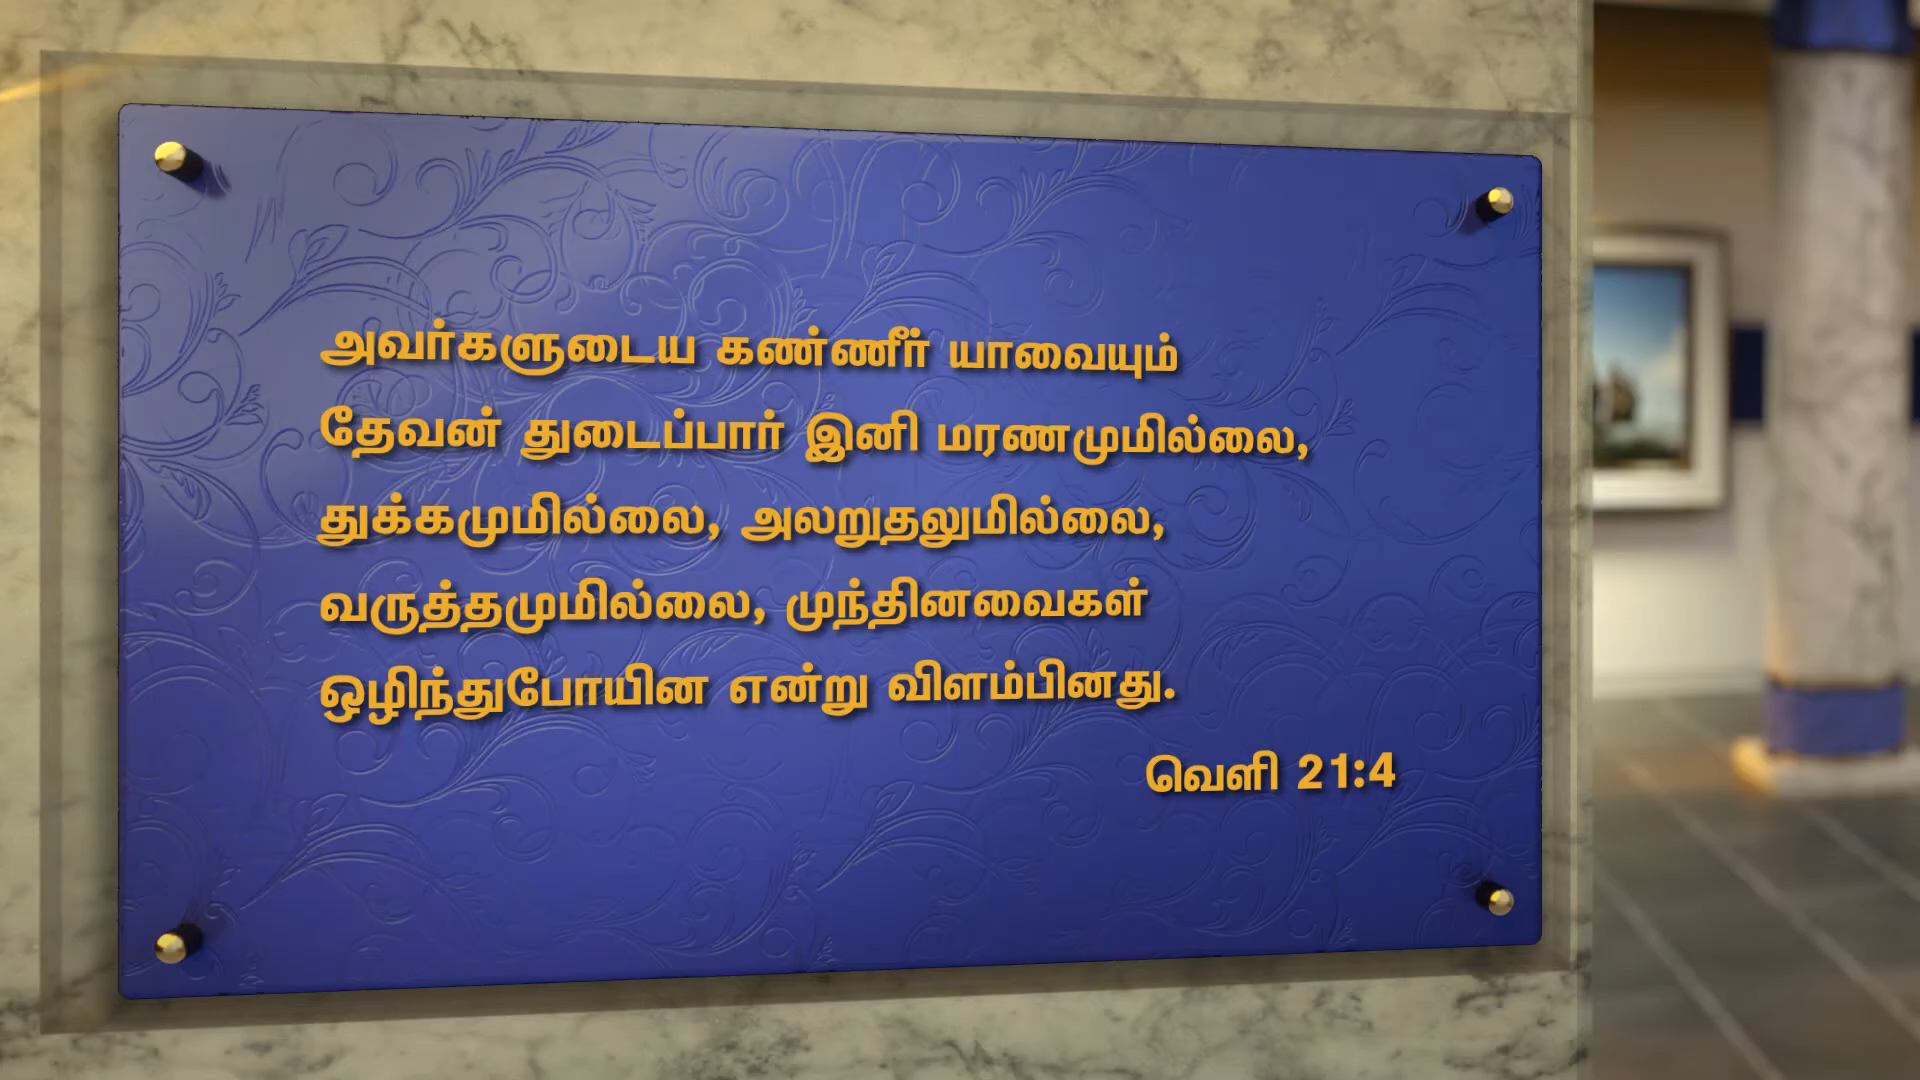 அவர்களுடைய கண்ணீர் யாவையும்
தேவன் துடைப்பார் இனி மரணமுமில்லை,
துக்கமுமில்லை, அலறுதலுமில்லை,
வருத்தமுமில்லை, முந்தினவைகள்
ஒழிந்துபோயின என்று விளம்பினது.
வெளி 21:4